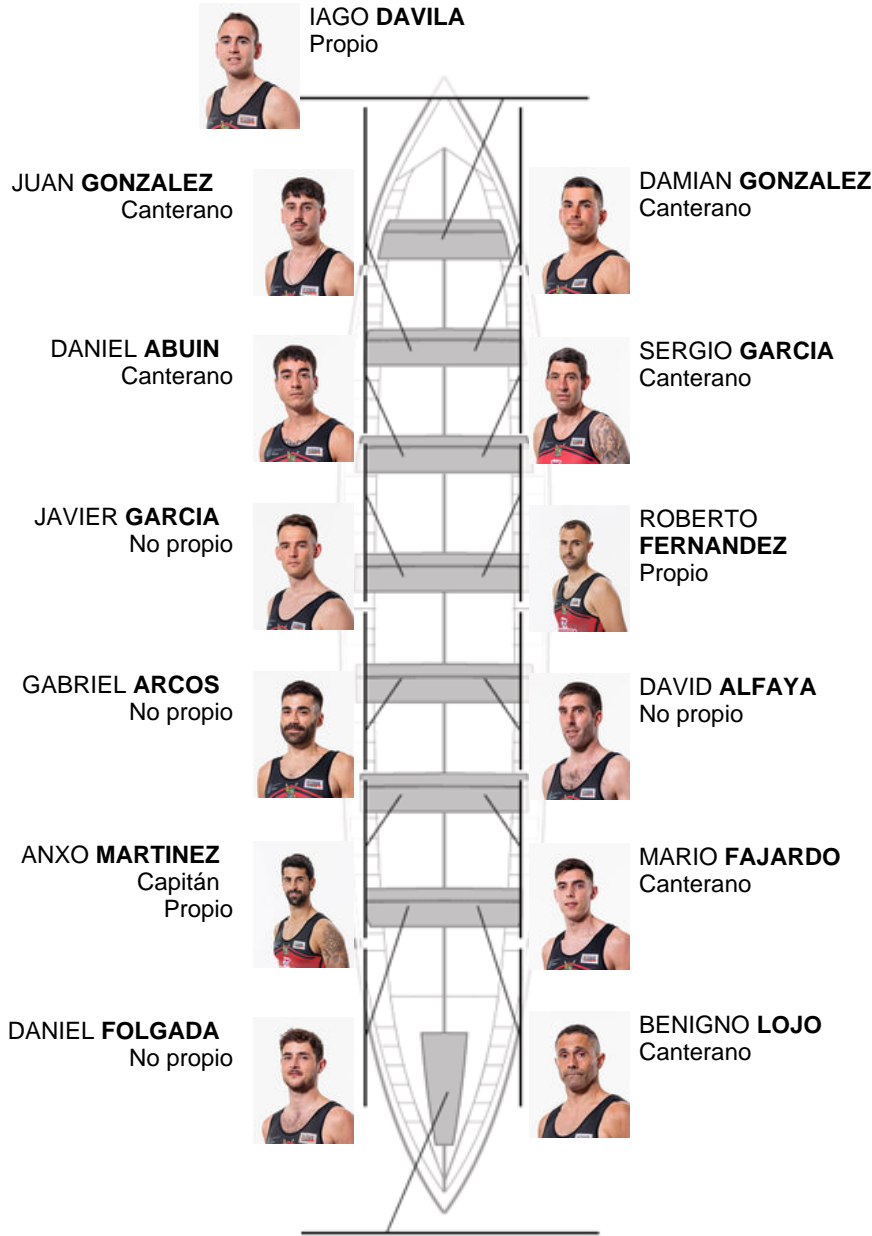 IAGO DAVILA
Propio
JUAN GONZALEZ
Canterano
DAMIAN GONZALEZ
Canterano
DANIEL ABUIN
Canterano
SERGIO GARCIA
Canterano
JAVIER GARCIA
No propio
ROBERTO
FERNANDEZ
Propio
GABRIEL ARCOS
No propio
DAVID ALFAYA
No propio
ANXO MARTINEZ
Capitán
Propio
MARIO FAJARDO
Canterano
DANIEL FOLGADA
No propio
BENIGNO LOJO
Canterano